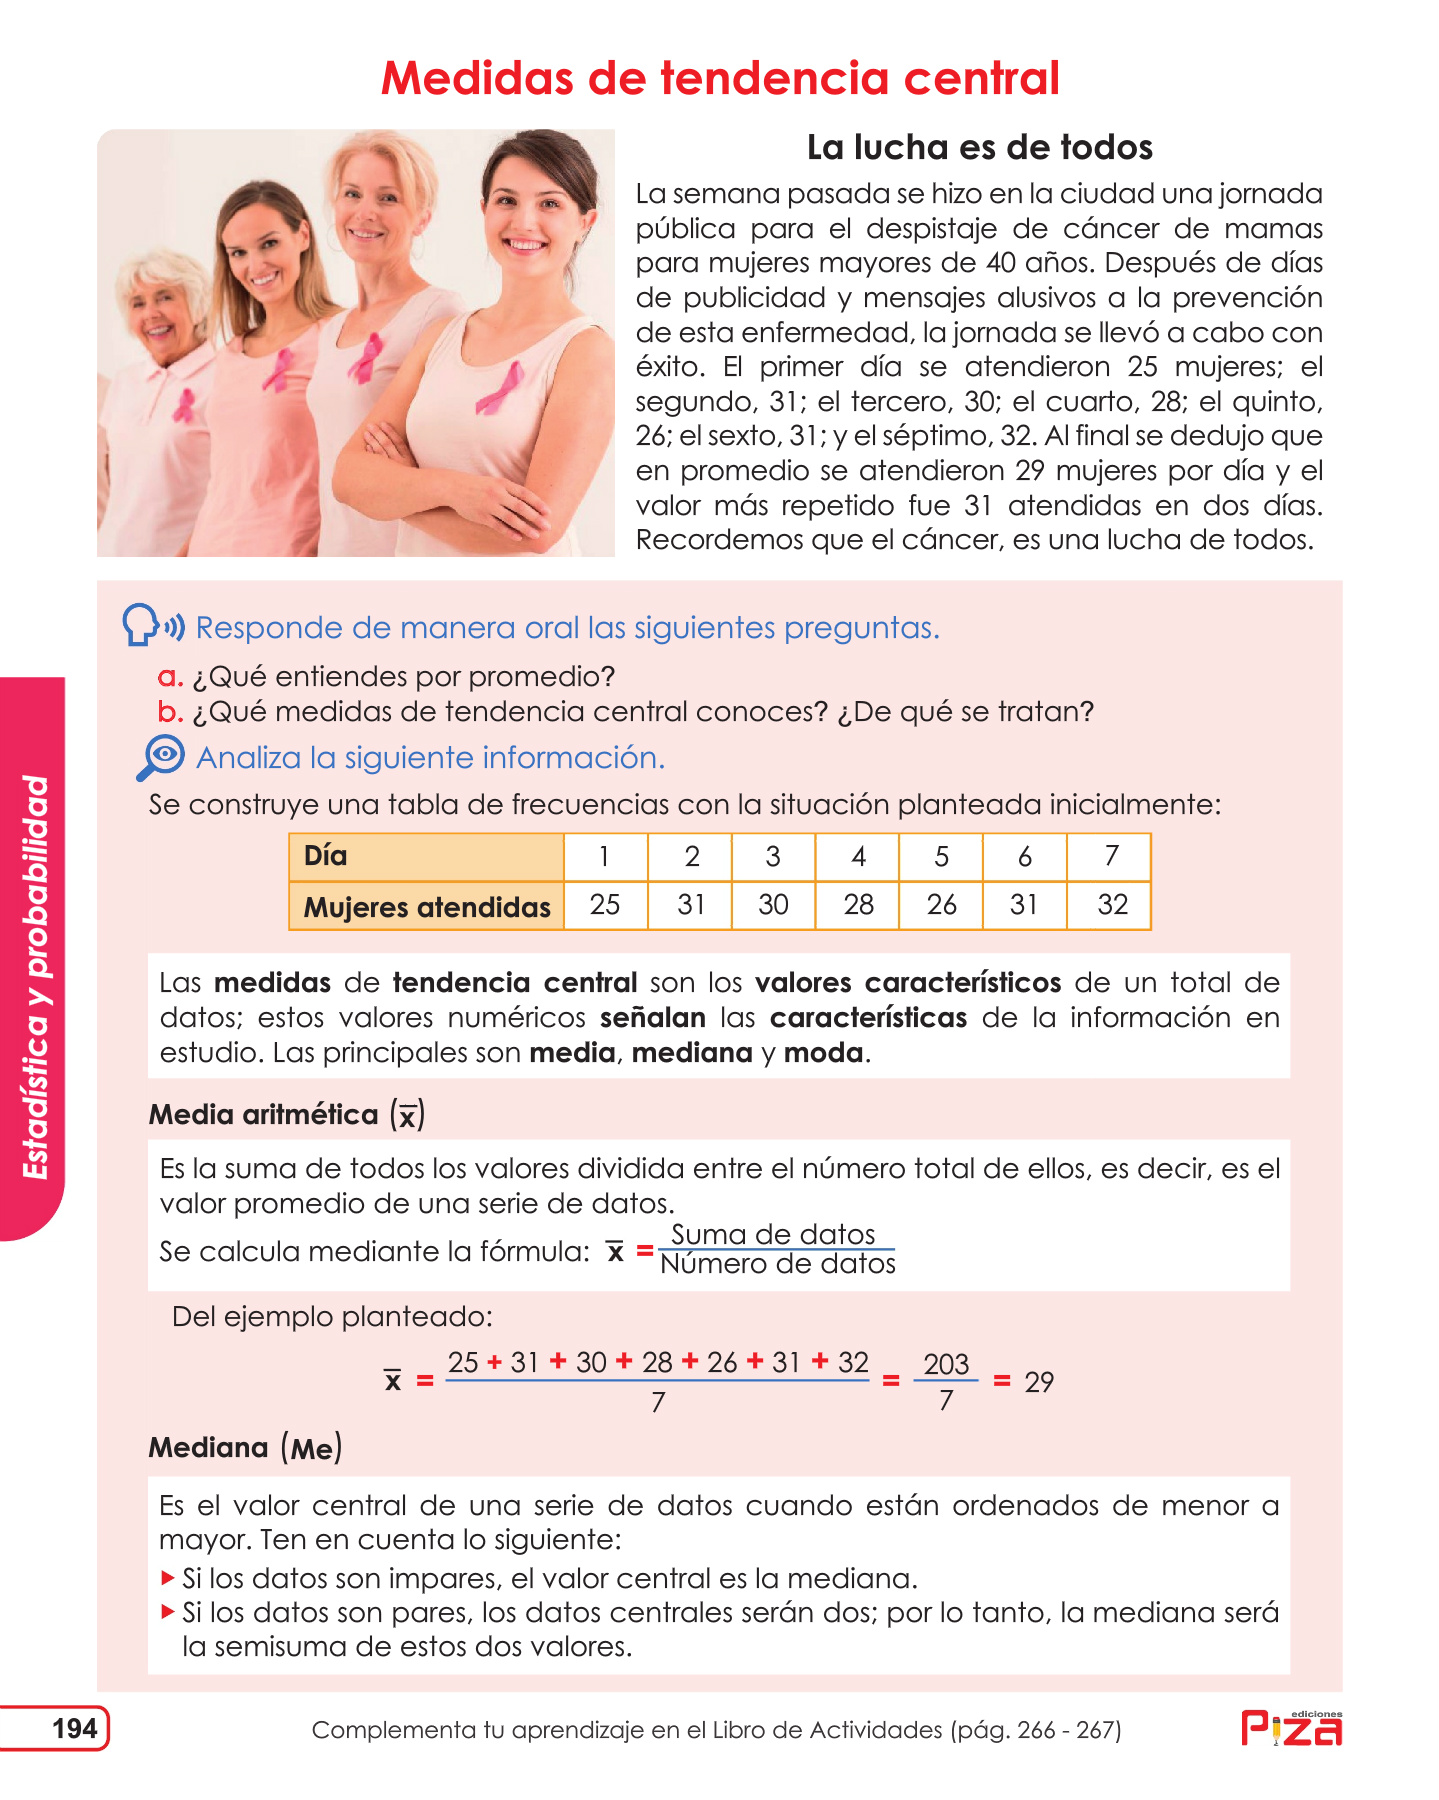 Medidas de tendencia central
La lucha es de todos
La semana pasada se hizo en la ciudad una jornada
pública para el despistaje de cáncer de mamas
para mujeres mayores de 40 años. Después de días
de publicidad y mensajes alusivos a la prevención
de esta enfermedad, la jornada se llevó a cabo con
éxito. El primer día se atendieron 25 mujeres; el
segundo, 31; el tercero, 30; el cuarto, 28; el quinto,
26; el sexto, 31; y el séptimo, 32. Al final se dedujo que
en promedio se atendieron 29 mujeres por día y el
valor más repetido fue 31 atendidas en dos días.
Recordemos que el cáncer, es una lucha de todos.
Responde de manera oral las siguientes preguntas.
a. ¿Qué entiendes por promedio?
b. ¿Qué medidas de tendencia central conoces? ¿De qué se tratan?
Analiza la siguiente información.
Se construye una tabla de frecuencias con la situación planteada inicialmente:
Día 1 2 3 4 5 6 7
Mujeres atendidas 25 31 30 28 26 31 32
Las medidas de tendencia central son los valores característicos de un total de
datos; estos valores numéricos señalan las características de la información en
estudio. Las principales son media, mediana y moda.
Media aritmética (x̅)
Es la suma de todos los valores dividida entre el número total de ellos, es decir, es el
valor promedio de una serie de datos.
Se calcula mediante la fórmula: x̅ = Suma de datos
Número de datos
Del ejemplo planteado:
x̅ = 25 + 31 + 30 + 28 + 26 + 31 + 32 = 203 = 29
7 7
Mediana (Me)
Es el valor central de una serie de datos cuando están ordenados de menor a
mayor. Ten en cuenta lo siguiente:
Si los datos son impares, el valor central es la mediana.
Si los datos son pares, los datos centrales serán dos; por lo tanto, la mediana será
la semisuma de estos dos valores.
Estadística y probabilidad
194
Complementa tu aprendizaje en el Libro de Actividades (pág. 266 - 267)
ediciones
Piza